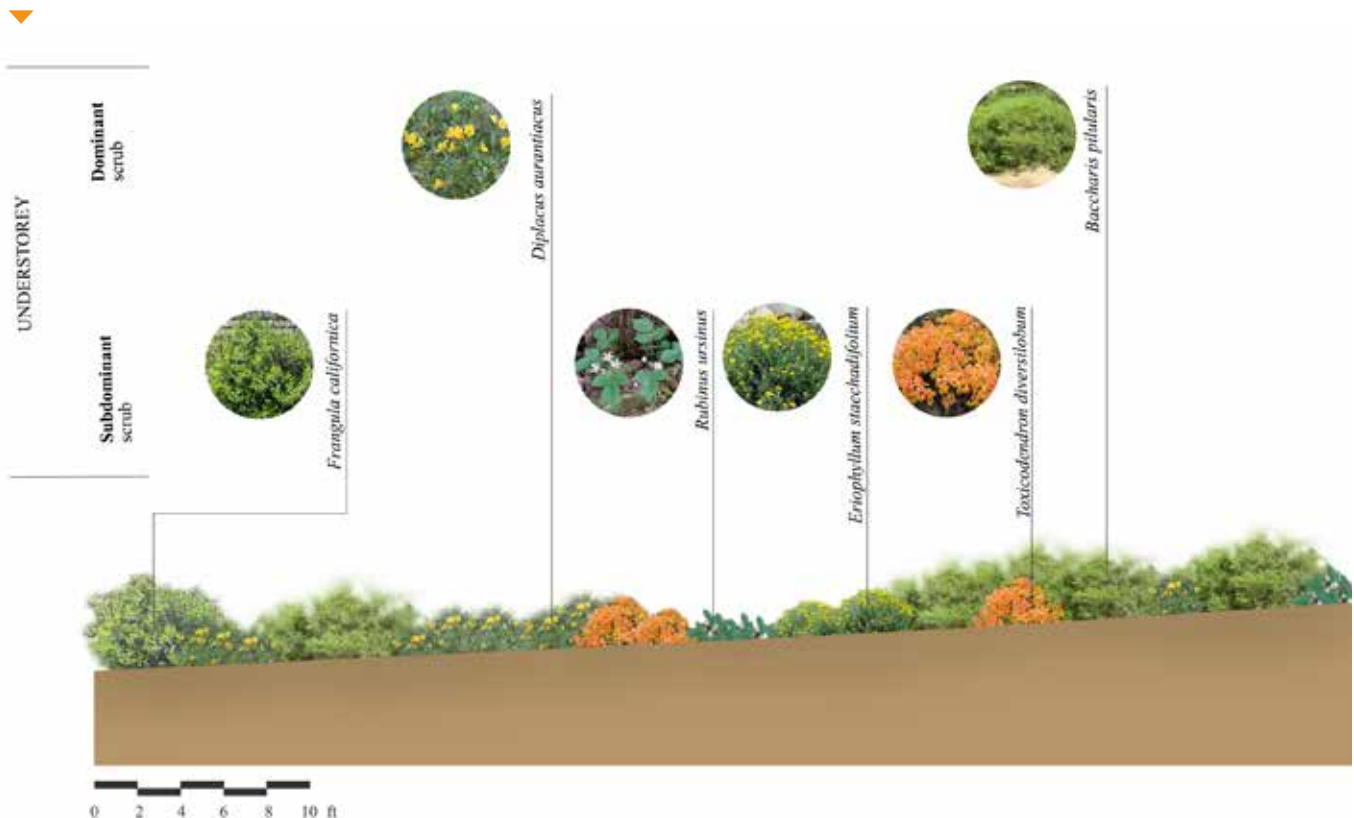 UNDERSTOREY
Dominant
scrub
Subdominant
scrub
Diplacus aurantiacus
Baccharis pilularis
Frangula californica
Rubinus ursinus
Eriophyllum stacchadifolium
Toxicodendron diversilobum
0 2 4 6 8 10 ft